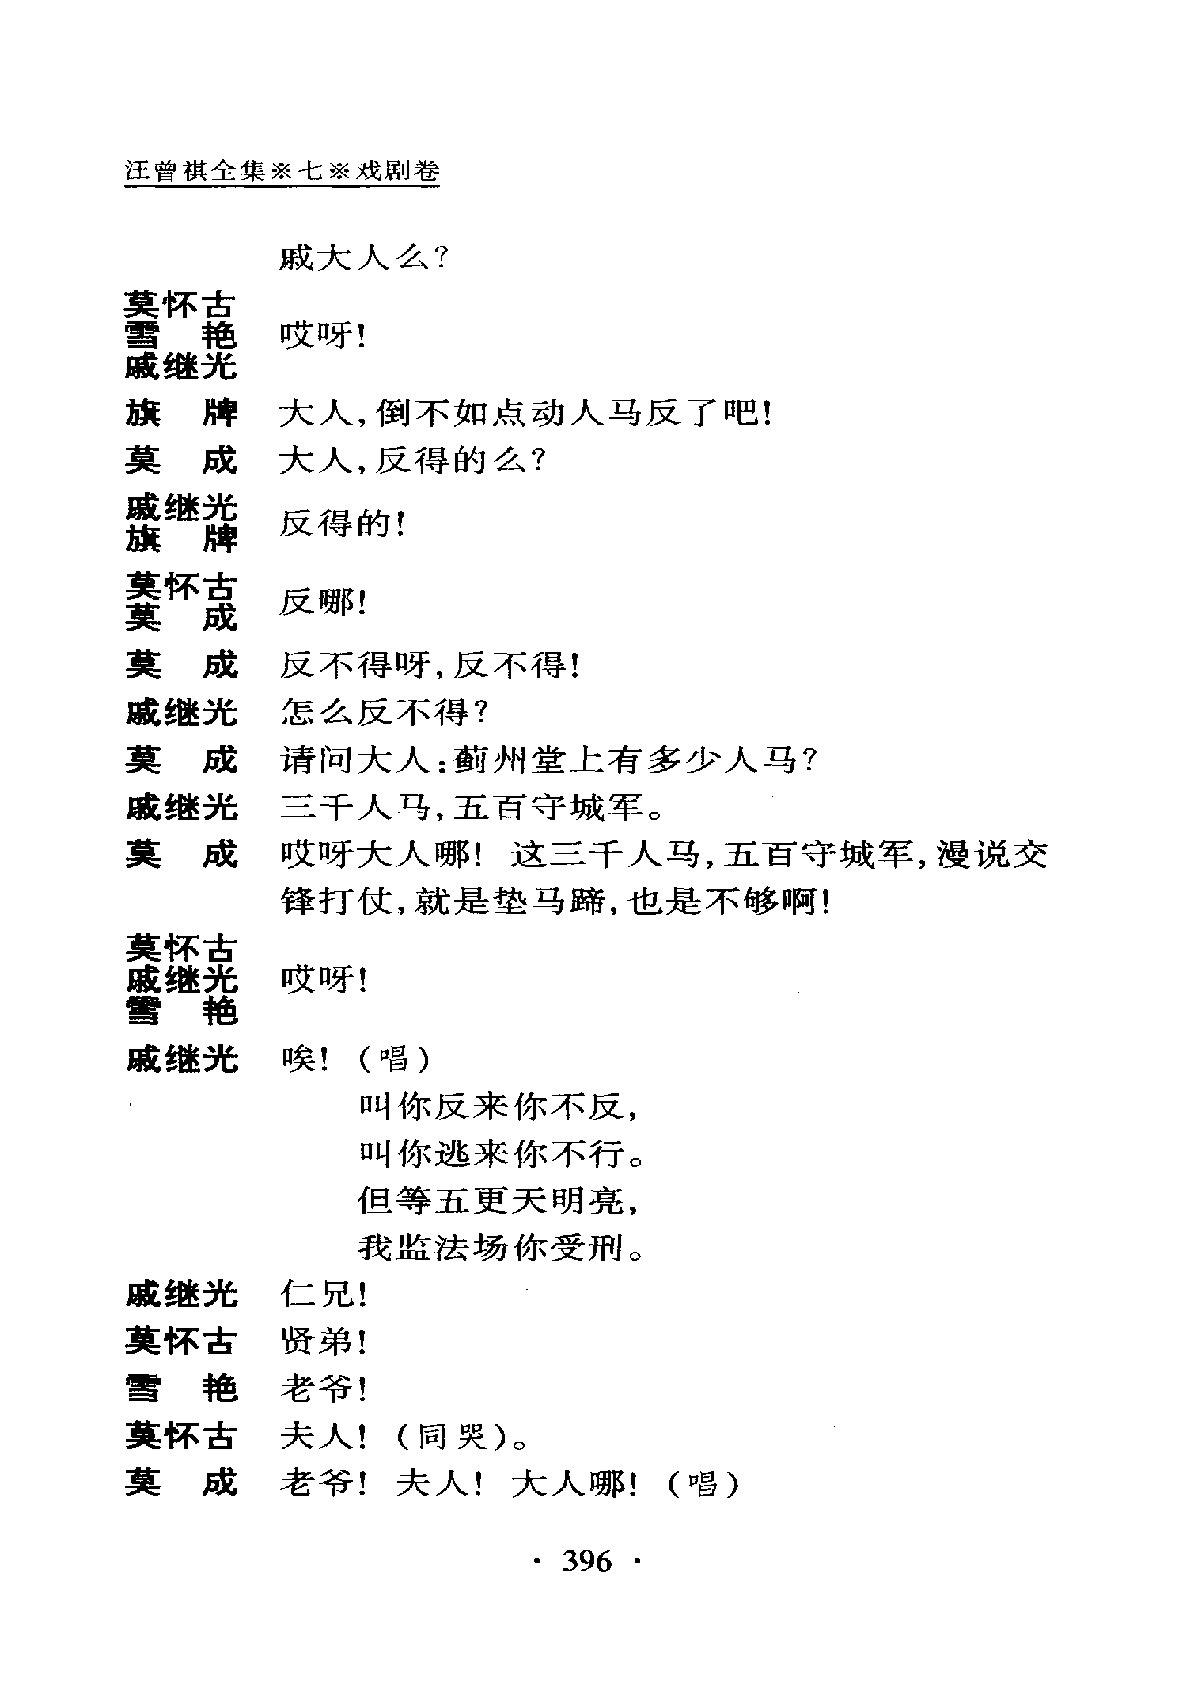 汪曾祺全集※七※戏剧卷
戚大人么?
莫怀古
雪 艳 哎呀!
戚继光
旗 牌 大人,倒不如点动人马反了吧!
莫 成 大人,反得的么?
戚继光
旗 牌 反得的!
莫怀古
莫 成 反哪!
莫 成 反不得呀,反不得!
戚继光 怎么反不得?
莫 成 请问大人:蓟州堂上有多少人马?
戚继光 三千人马,五百守城军。
莫 成 哎呀大人哪! 这三千人马,五百守城军,漫说交
锋打仗,就是垫马蹄,也是不够啊!
莫怀古
戚继光 哎呀!
雪 艳
戚继光 唉! (唱)
叫你反来你不反,
叫你逃来你不行。
但等五更天明亮,
我监法场你受刑。
戚继光 仁兄!
莫怀古 贤弟!
雪 艳 老爷!
莫怀古 夫人! (同哭)。
莫 成 老爷! 夫人! 大人哪! (唱)
· 396 ·